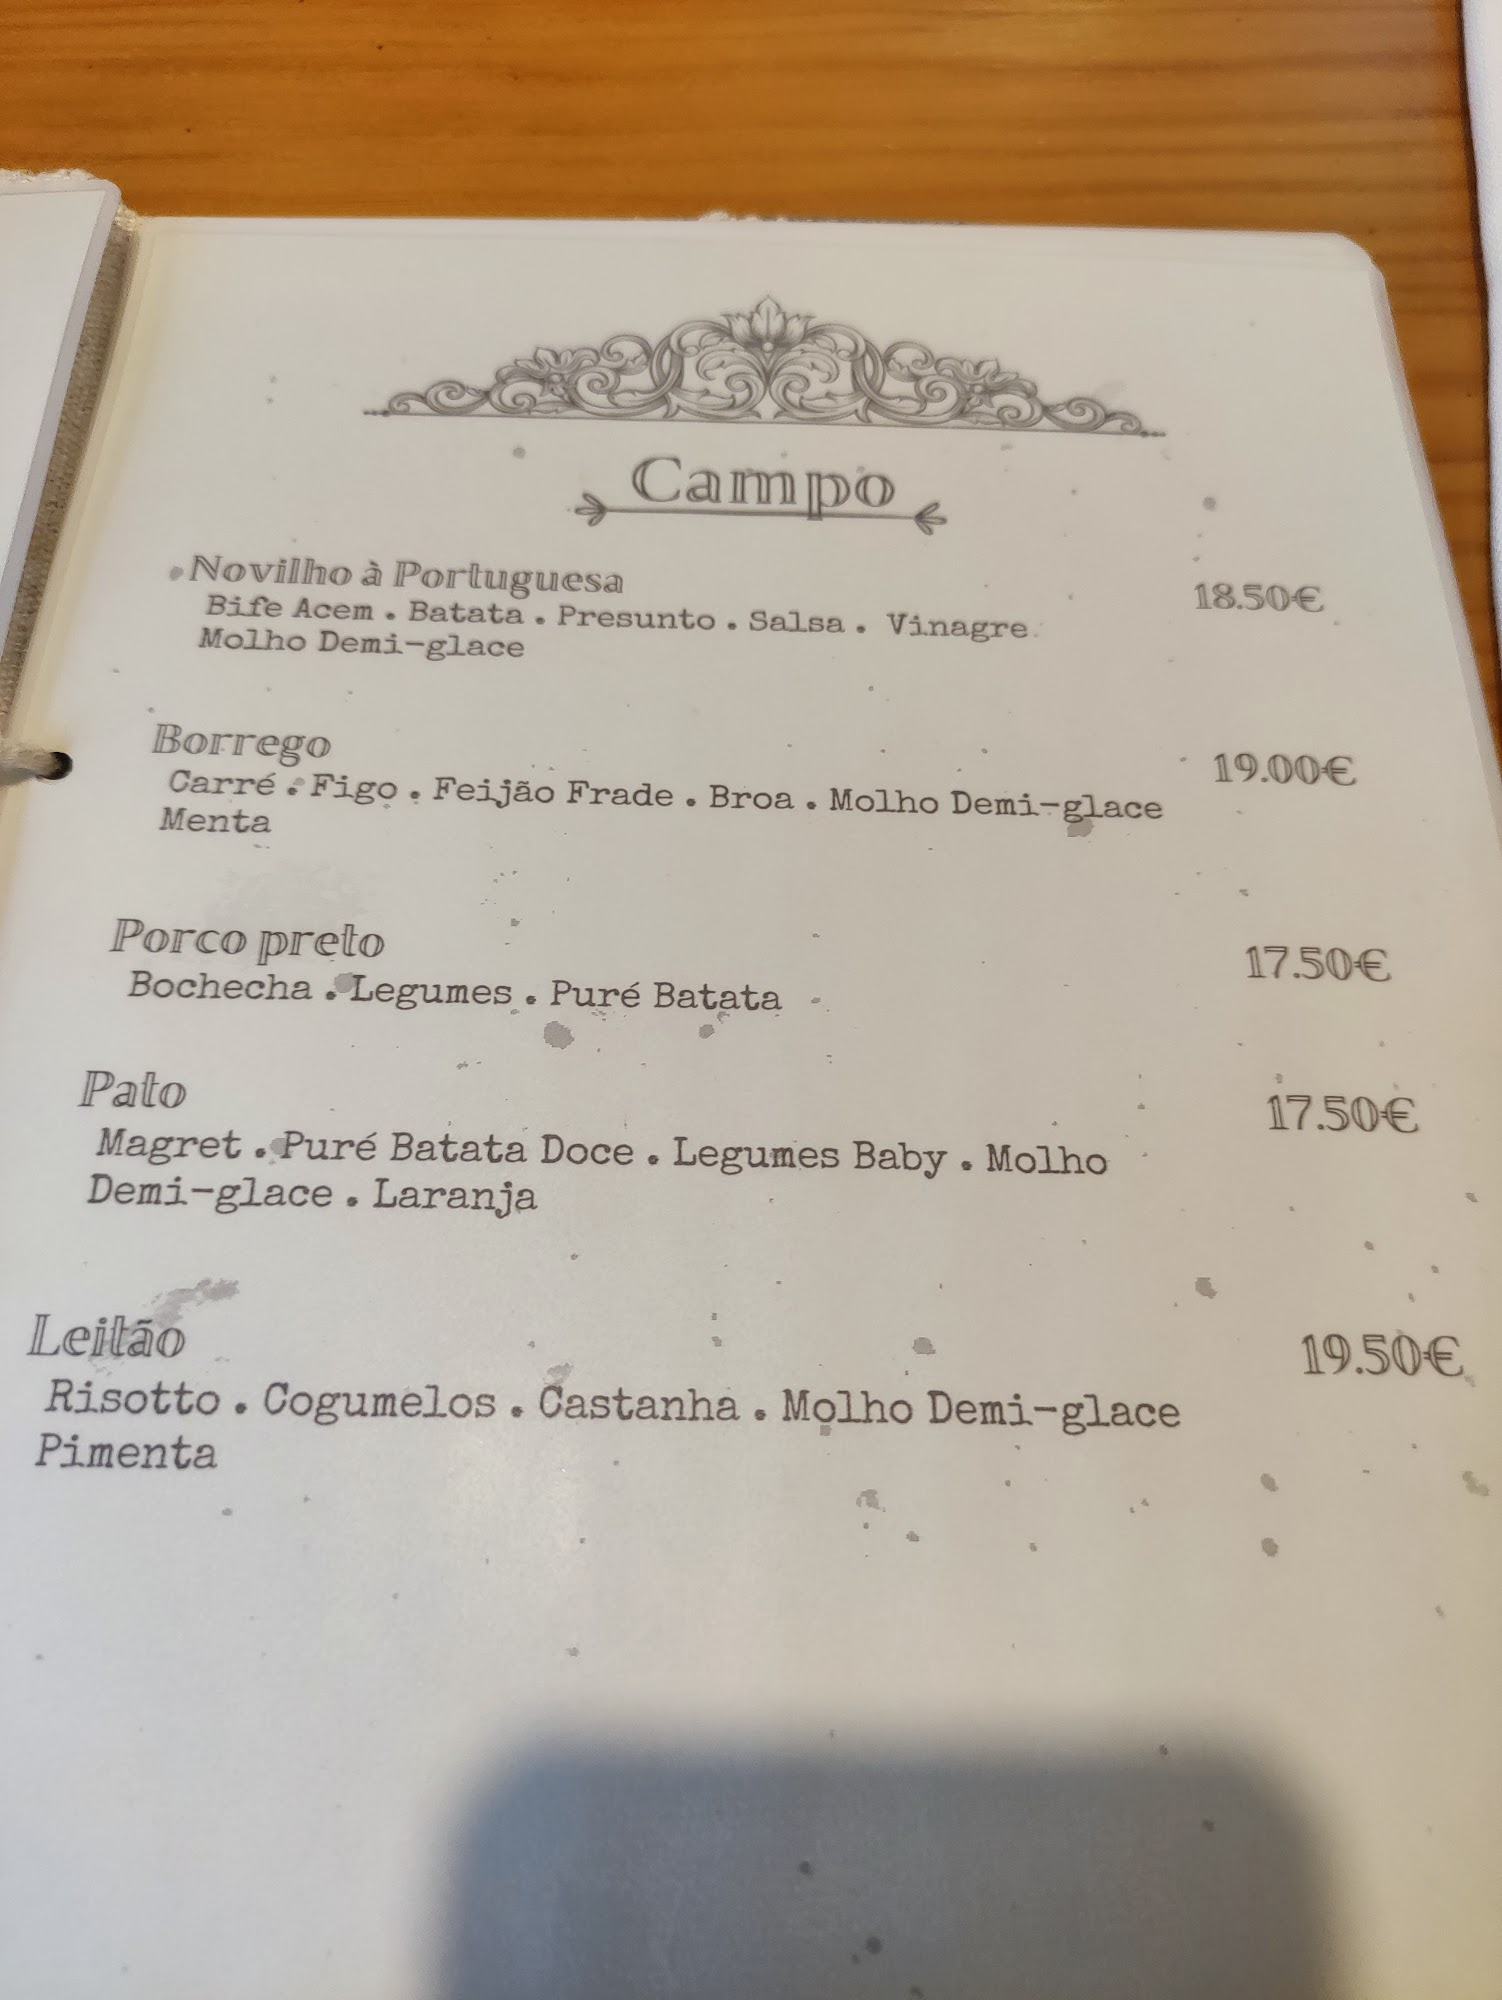 Campo
Novilho à Portuguesa 18.50€
Bife Acem . Batata . Presunto . Salsa . Vinagre
Molho Demi-glace
Borrego 19.00€
Carré . Figo . Feijão Frade . Broa . Molho Demi-glace
Menta
Porco preto 17.50€
Bochecha . Legumes . Puré Batata
Pato 17.50€
Magret . Puré Batata Doce . Legumes Baby . Molho
Demi-glace . Laranja
Leitão 19.50€
Risotto . Cogumelos . Castanha . Molho Demi-glace
Pimenta